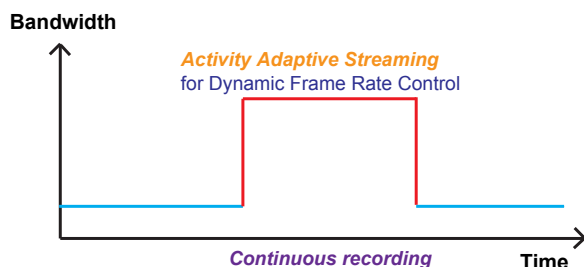 Bandwidth
Activity Adaptive Streaming
for Dynamic Frame Rate Control
Continuous recording
Time